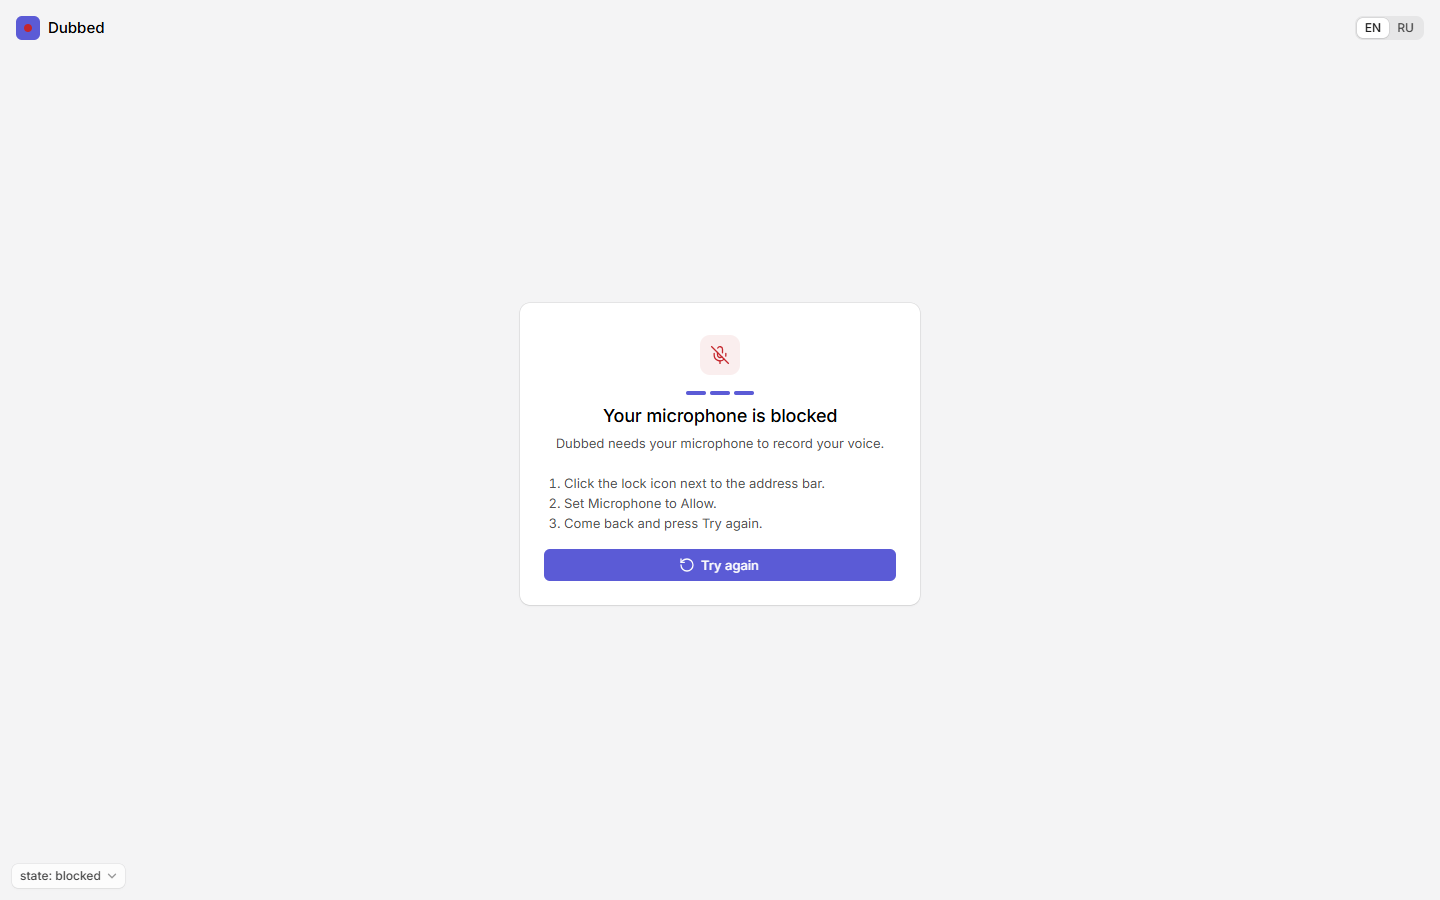 Dubbed
EN RU
Your microphone is blocked
Dubbed needs your microphone to record your voice.
1. Click the lock icon next to the address bar.
2. Set Microphone to Allow.
3. Come back and press Try again.
Try again
state: blocked